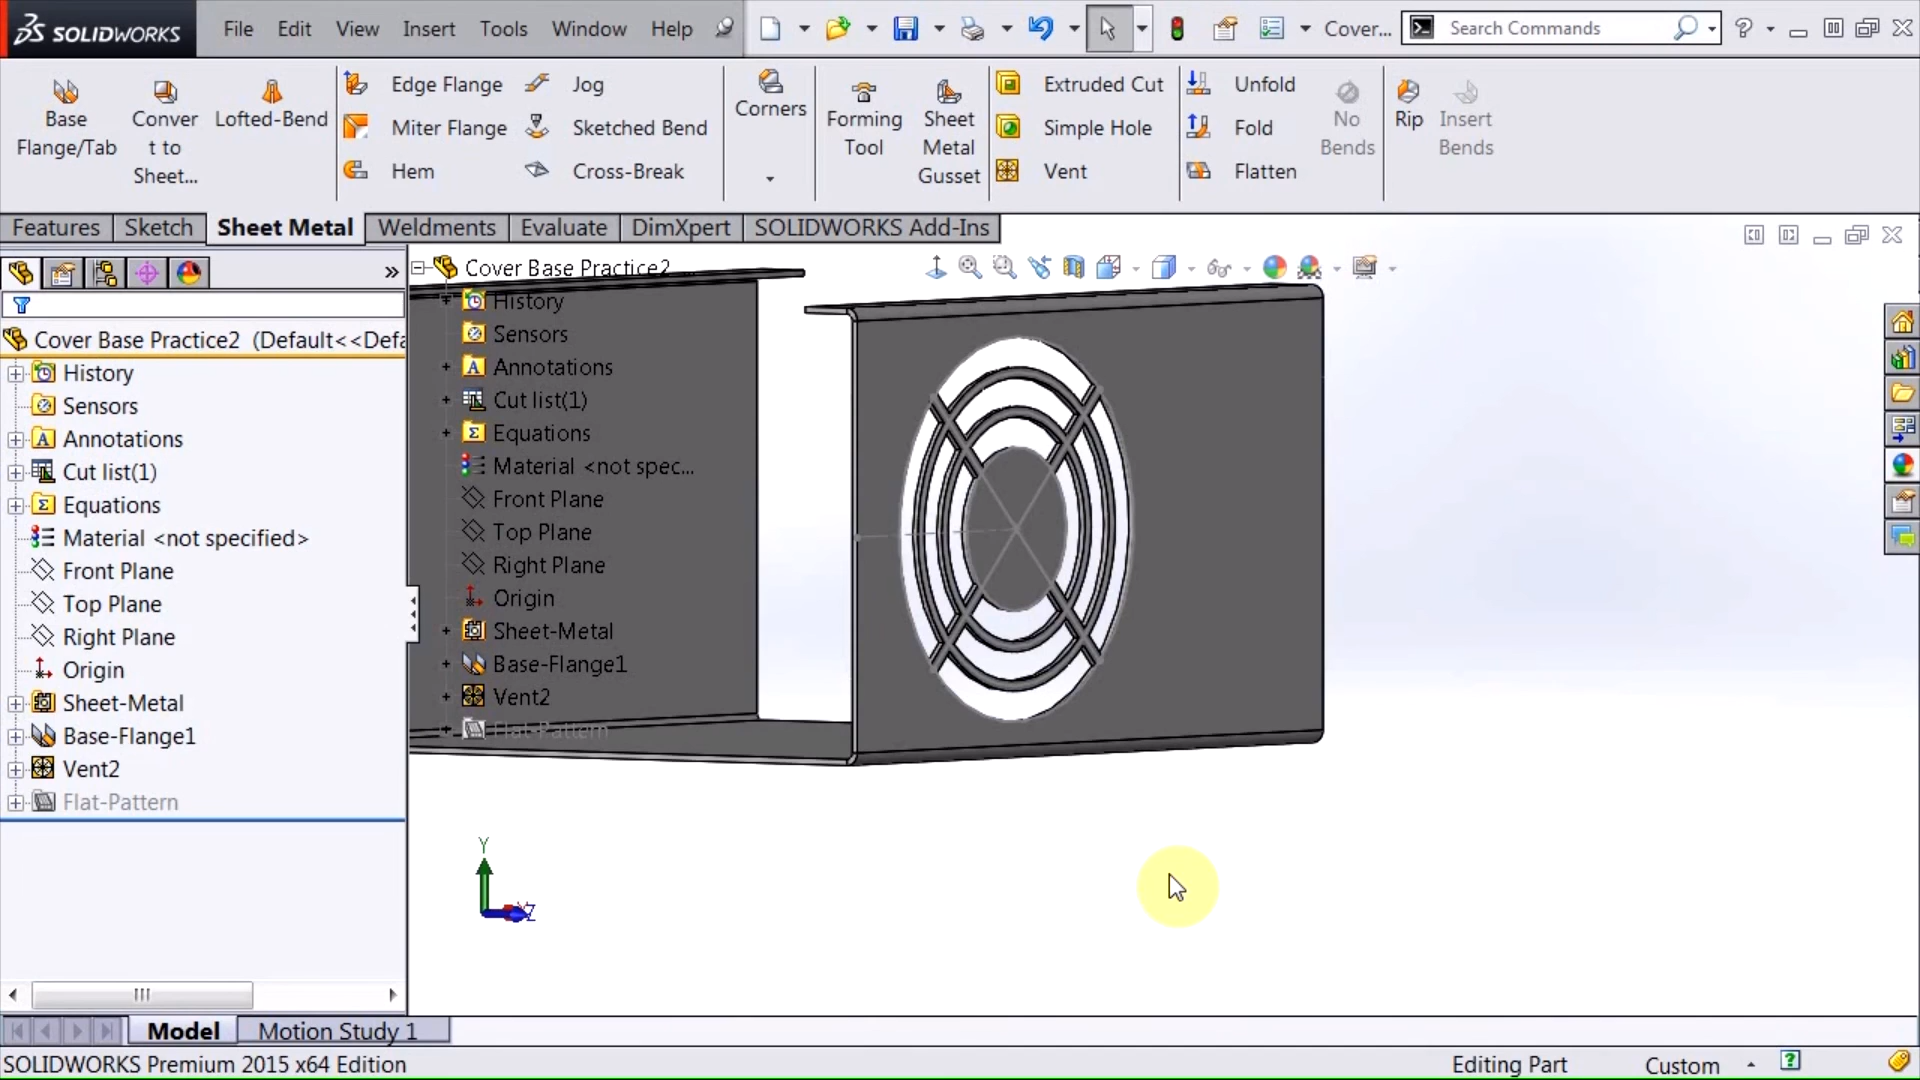 SOLIDWORKS File Edit View Insert Tools Window Help Cover... Search Commands
Base Flange/Tab
Conver t to Sheet...
Lofted-Bend
Edge Flange
Miter Flange
Hem
Jog
Sketched Bend
Cross-Break
Corners
Forming Tool
Sheet Metal Gusset
Extruded Cut
Simple Hole
Vent
Unfold
Fold
Flatten
No Bends
Rip
Insert Bends
Features Sketch Sheet Metal Weldments Evaluate DimXpert SOLIDWORKS Add-Ins
Cover Base Practice2 (Default<<Defa
History
Sensors
Annotations
Cut list(1)
Equations
Material <not specified>
Front Plane
Top Plane
Right Plane
Origin
Sheet-Metal
Base-Flange1
Vent2
Flat-Pattern
Cover Base Practice2 ...
History
Sensors
Annotations
Cut list(1)
Equations
Material <not spec...
Front Plane
Top Plane
Right Plane
Origin
Sheet-Metal
Base-Flange1
Vent2
Flat-Pattern
Y
Z
Model Motion Study 1
SOLIDWORKS Premium 2015 x64 Edition Editing Part Custom